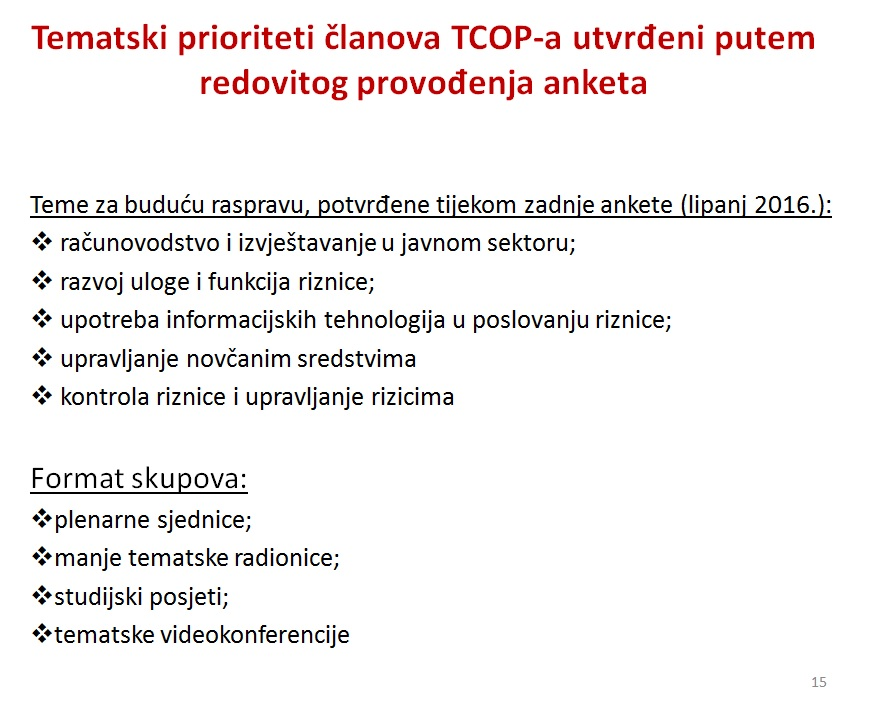 Tematski prioriteti članova TCOP-a utvrđeni putem
redovitog provođenja anketa
Teme za buduću raspravu, potvrđene tijekom zadnje ankete (lipanj 2016.):
❖ računovodstvo i izvještavanje u javnom sektoru;
❖ razvoj uloge i funkcija riznice;
❖ upotreba informacijskih tehnologija u poslovanju riznice;
❖ upravljanje novčanim sredstvima
❖ kontrola riznice i upravljanje rizicima
Format skupova:
❖plenarne sjednice;
❖manje tematske radionice;
❖studijski posjeti;
❖tematske videokonferencije
15